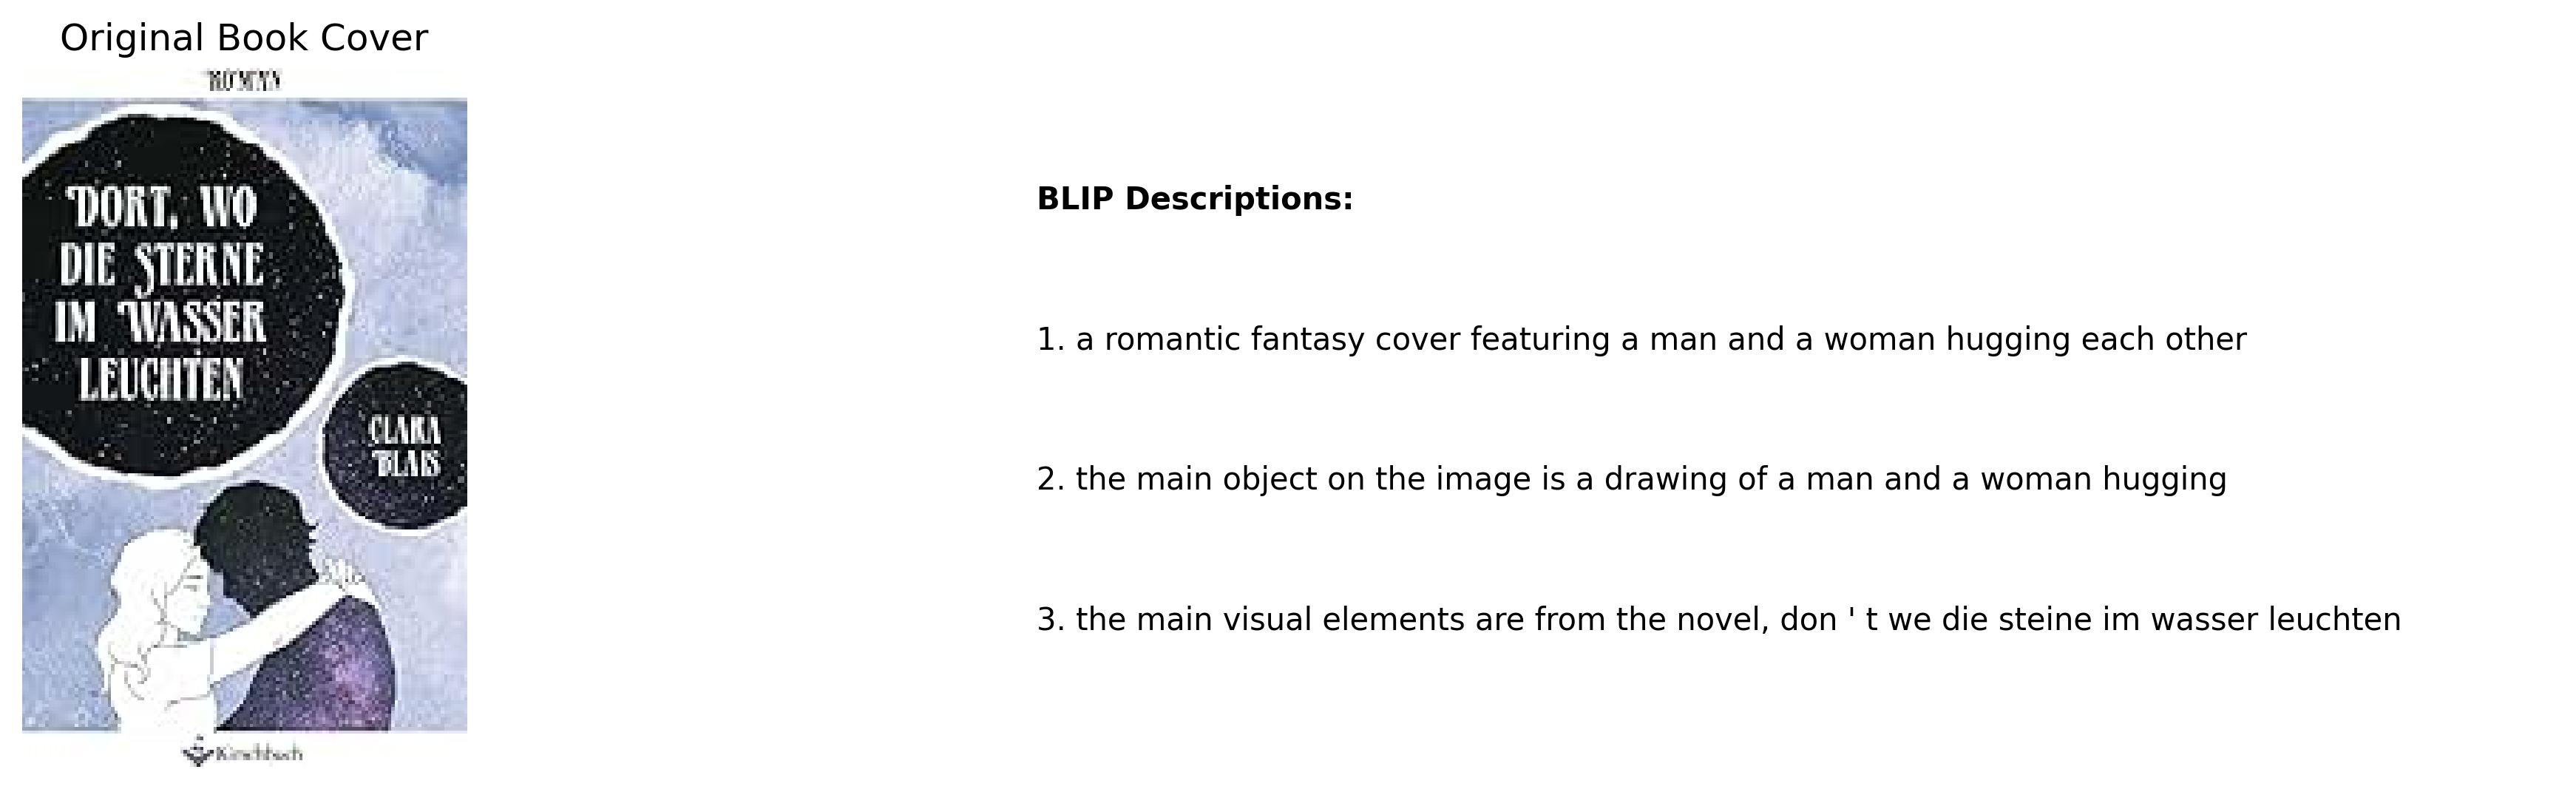 Original Book Cover
ROMAN
DORT, WO
DIE STERNE
IM WASSER
LEUCHTEN
CLARA
BLAIS
BLIP Descriptions:
1. a romantic fantasy cover featuring a man and a woman hugging each other
2. the main object on the image is a drawing of a man and a woman hugging
3. the main visual elements are from the novel, don ' t we die steine im wasser leuchten